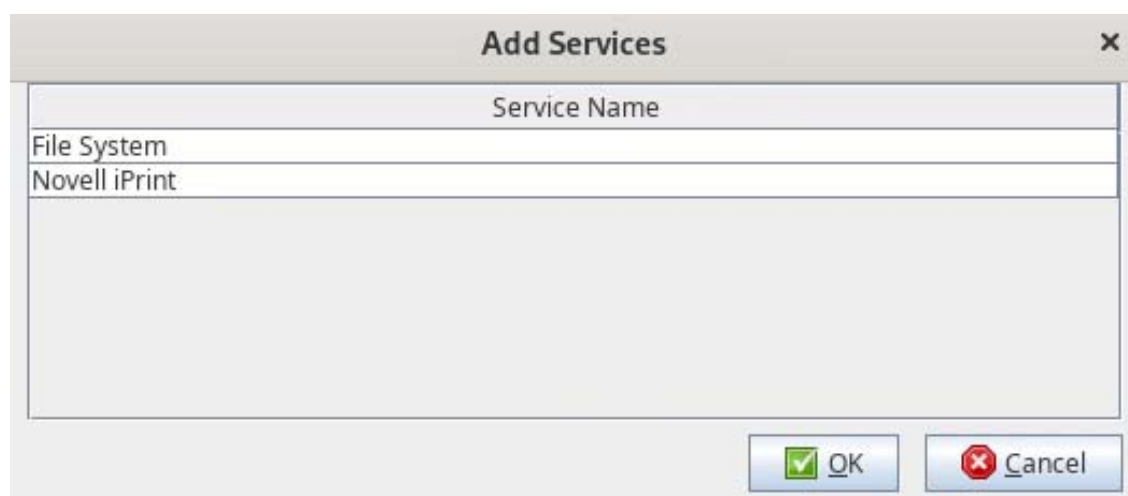 Add Services
Service Name
File System
Novell iPrint
OK
Cancel